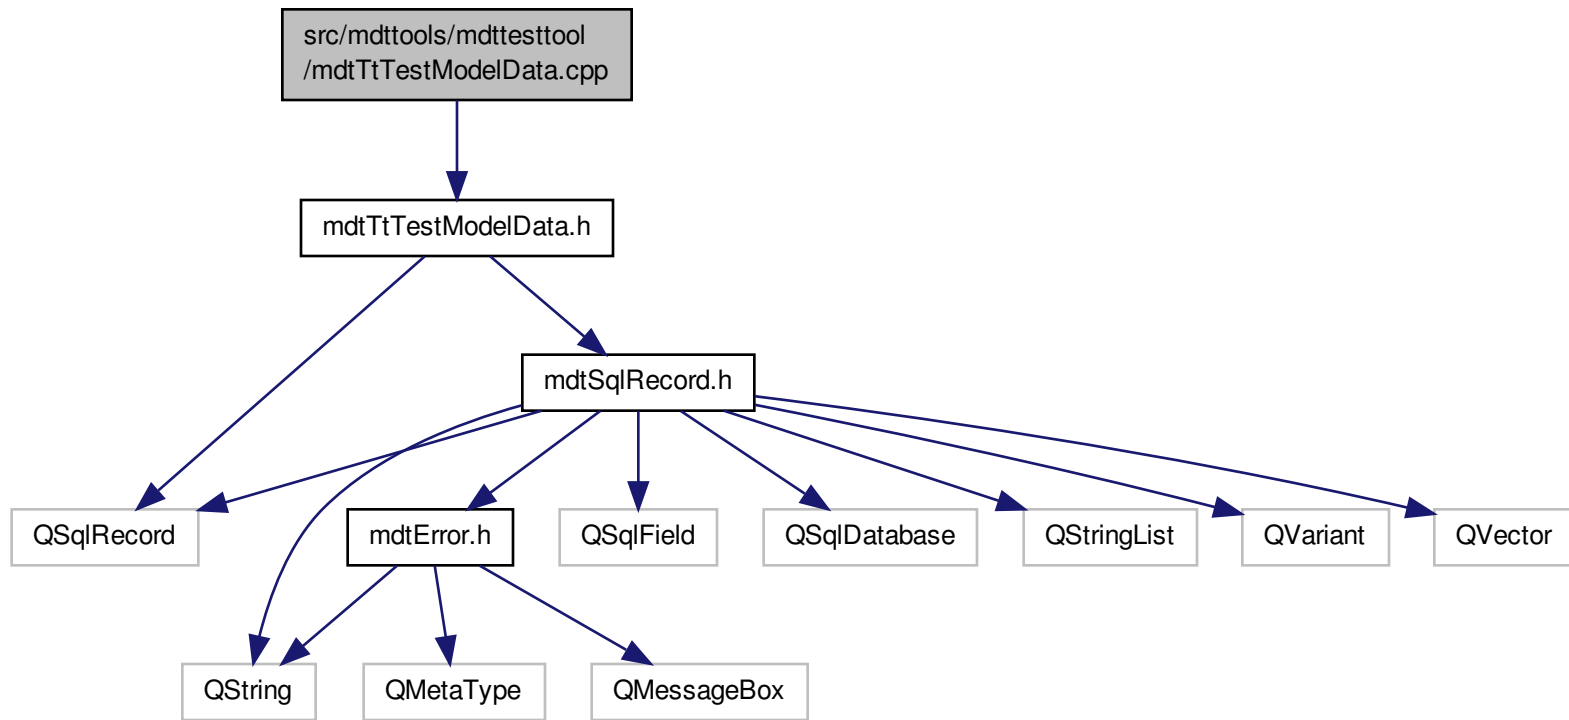 src/mdttools/mdttesttool
/mdtTtTestModelData.cpp
mdtTtTestModelData.h
mdtSqlRecord.h
QSqlRecord
mdtError.h
QSqlField
QSqlDatabase
QStringList
QVariant
QVector
QString
QMetaType
QMessageBox